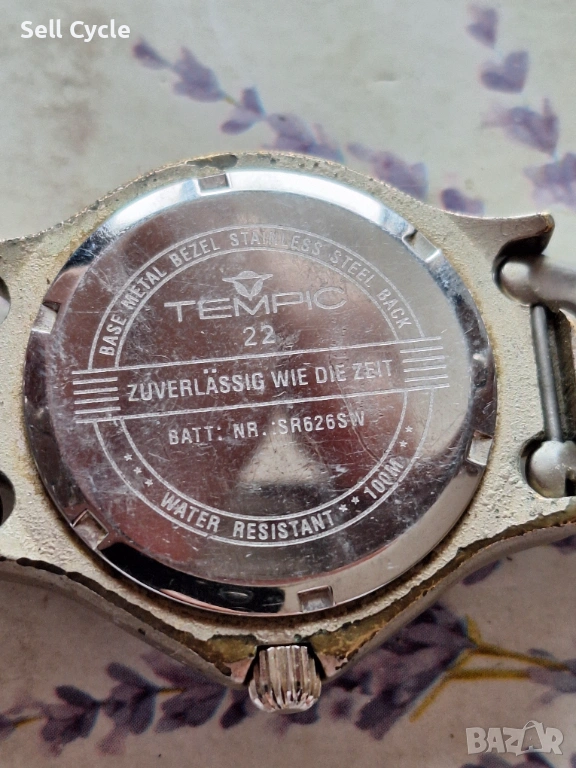 Sell Cycle
BASE METAL BEZEL STAINLESS STEEL BACK
TEMPIC
22
ZUVERLÄSSIG WIE DIE ZEIT
BATT: NR.:SR626SW
WATER RESISTANT ** 100M **
BAZAR